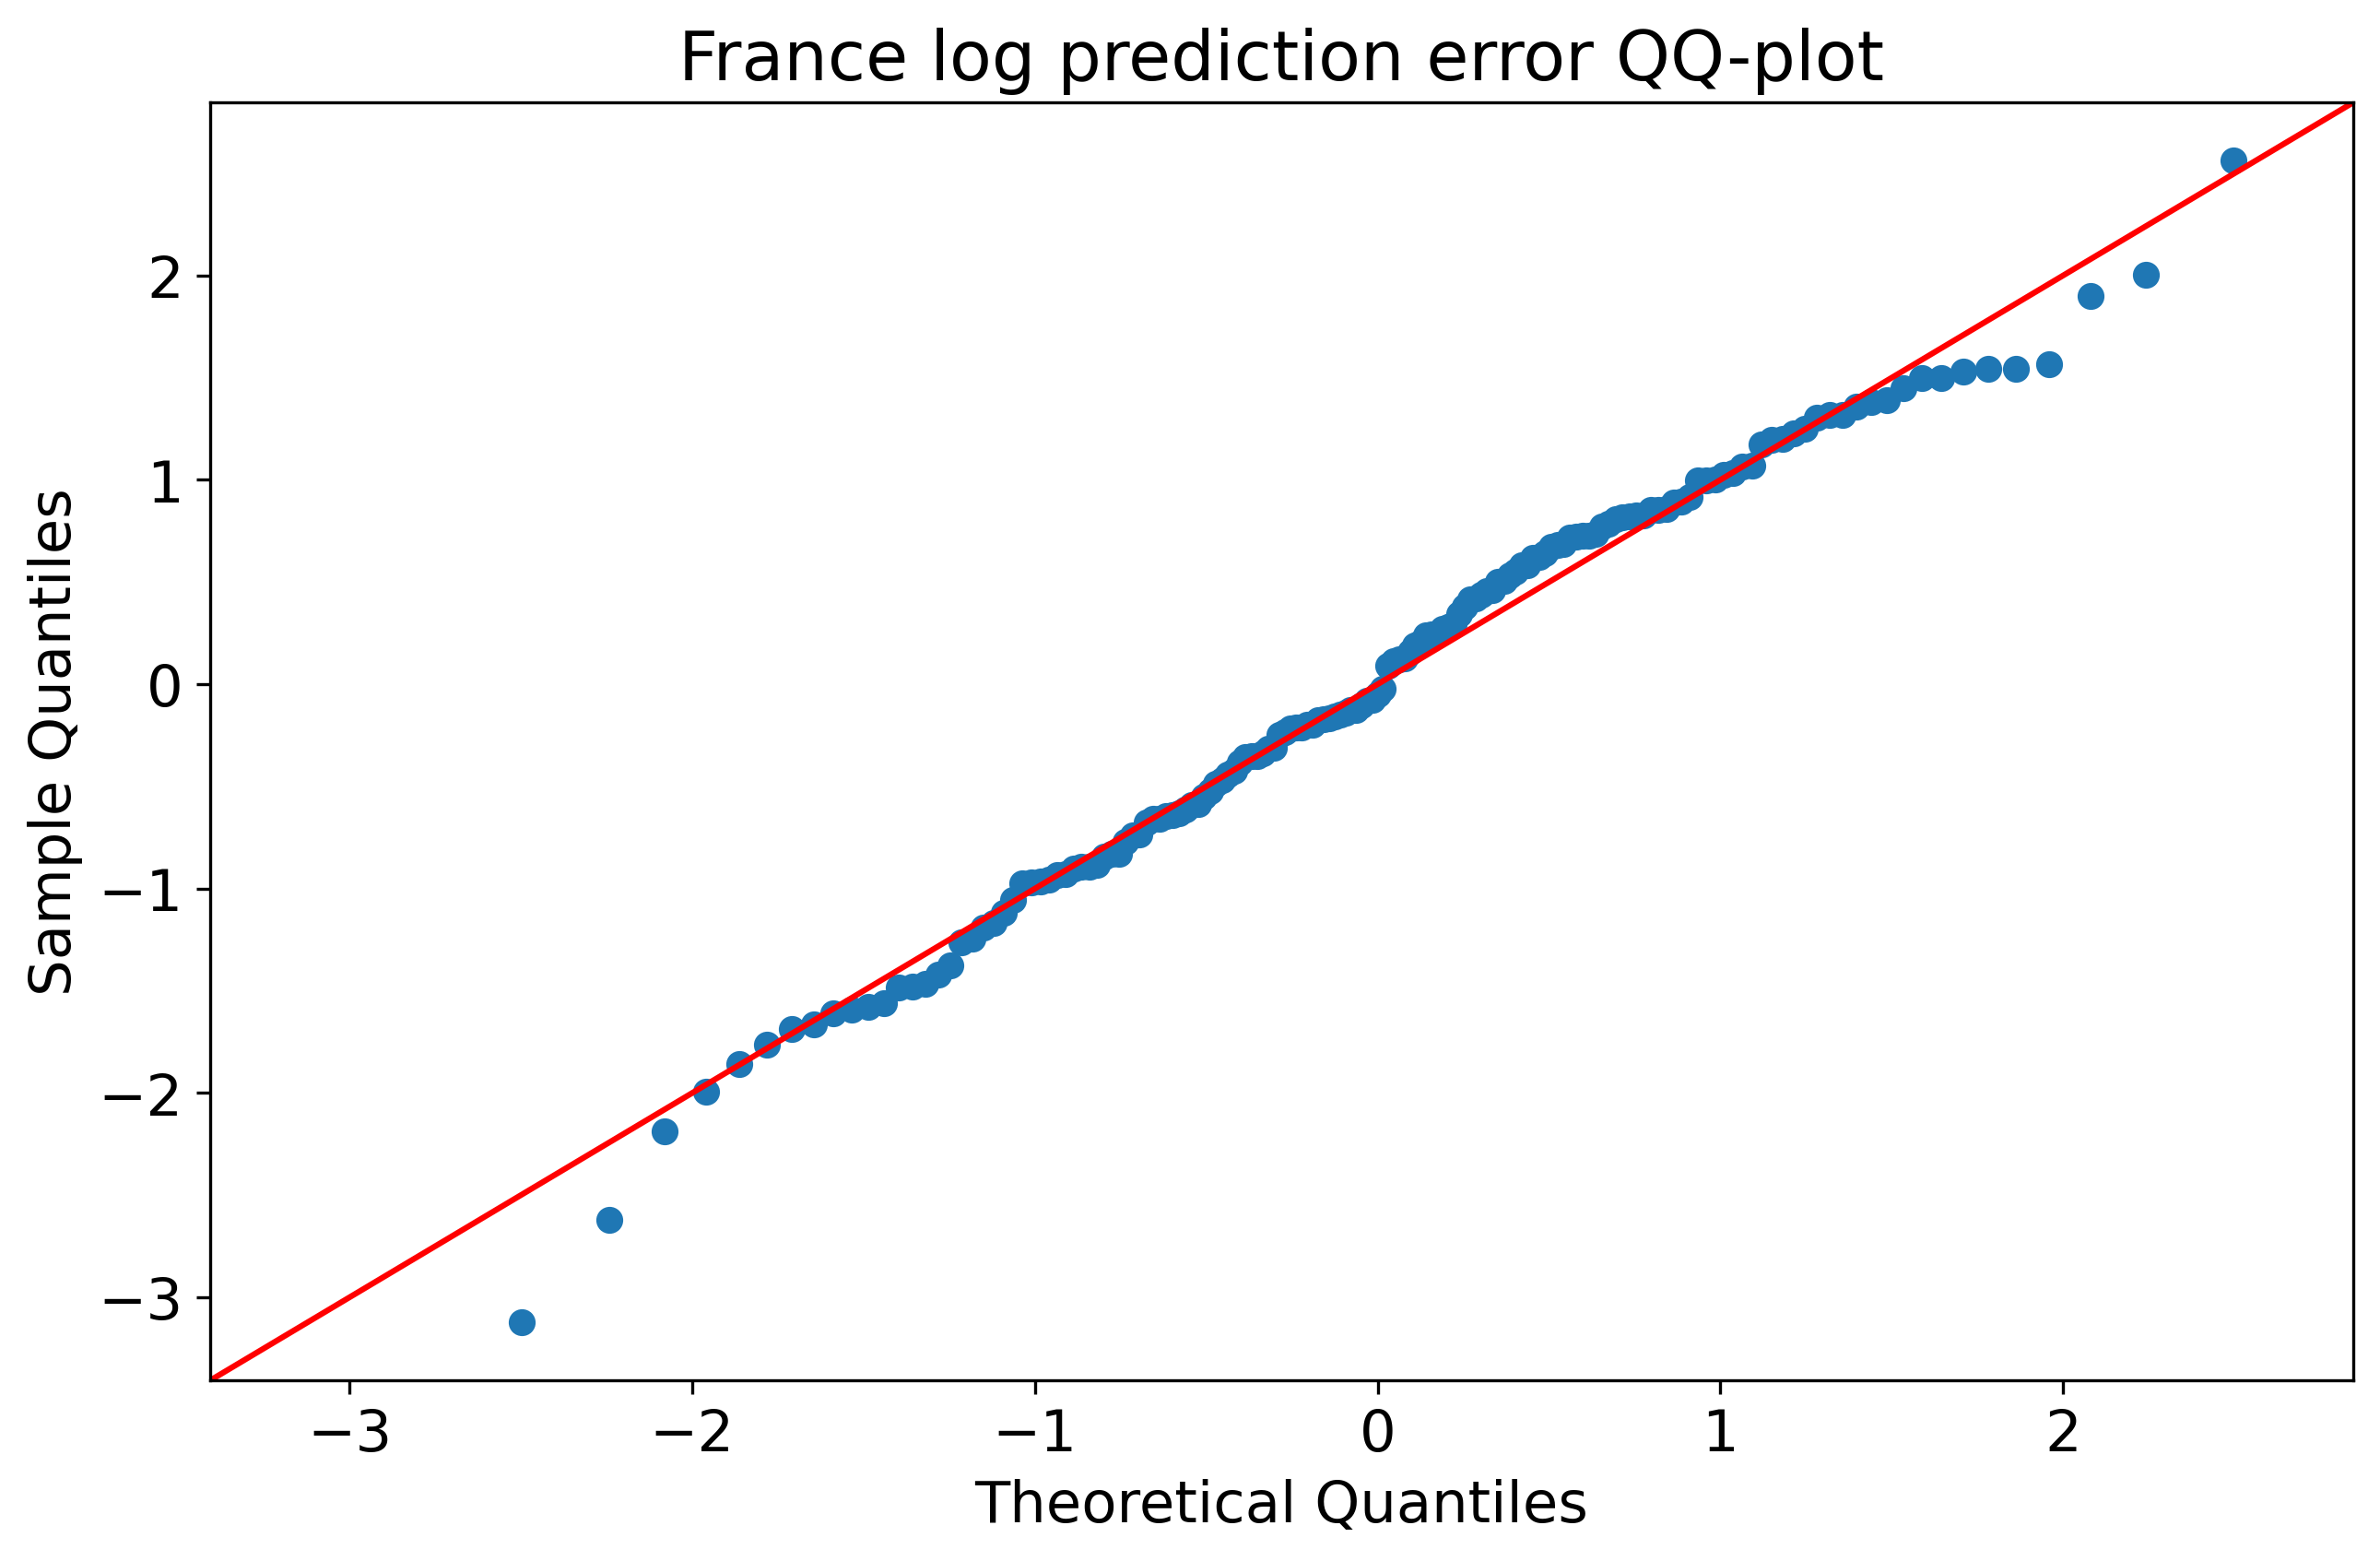 France log prediction error QQ-plot
2
1
0
−1
−2
−3
Sample Quantiles
−3 −2 −1 0 1 2
Theoretical Quantiles